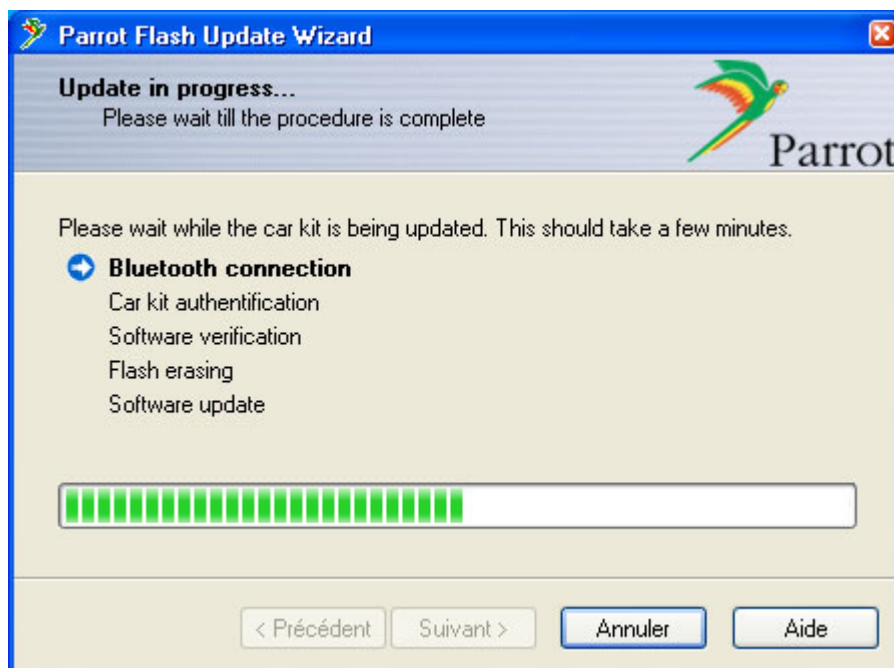 Parrot Flash Update Wizard
Update in progress...
Please wait till the procedure is complete
Parrot
Please wait while the car kit is being updated. This should take a few minutes.
Bluetooth connection
Car kit authentification
Software verification
Flash erasing
Software update
< Précédent Suivant > Annuler Aide